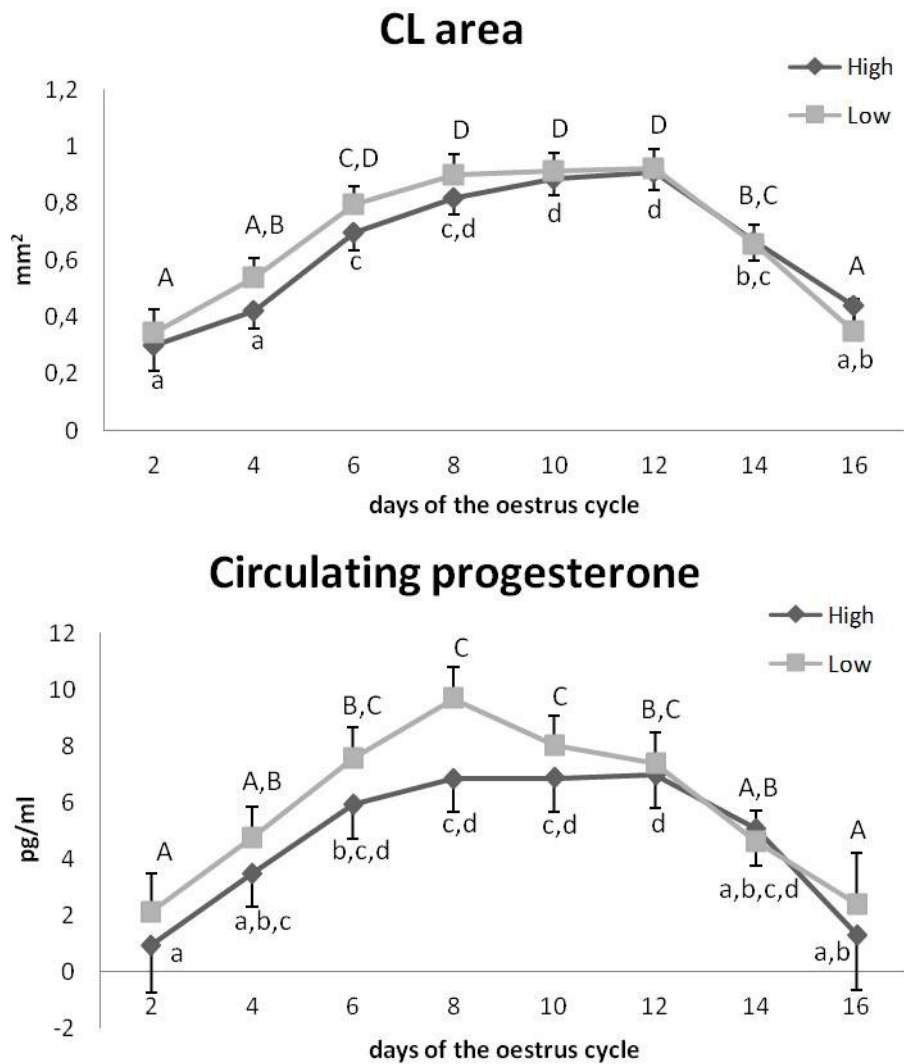 CL area
High
Low
1,2
1
0,8
0,6
0,4
0,2
0
mm²
A
A,B
C,D
D
D
D
B,C
A
a
a
c
c,d
d
d
b,c
a,b
2 4 6 8 10 12 14 16
days of the oestrus cycle
Circulating progesterone
High
Low
12
10
8
6
4
2
0
-2
pg/ml
A
A,B
B,C
C
C
B,C
A,B
A
a
a,b,c
b,c,d
c,d
c,d
d
a,b,c,d
a,b
2 4 6 8 10 12 14 16
days of the oestrus cycle